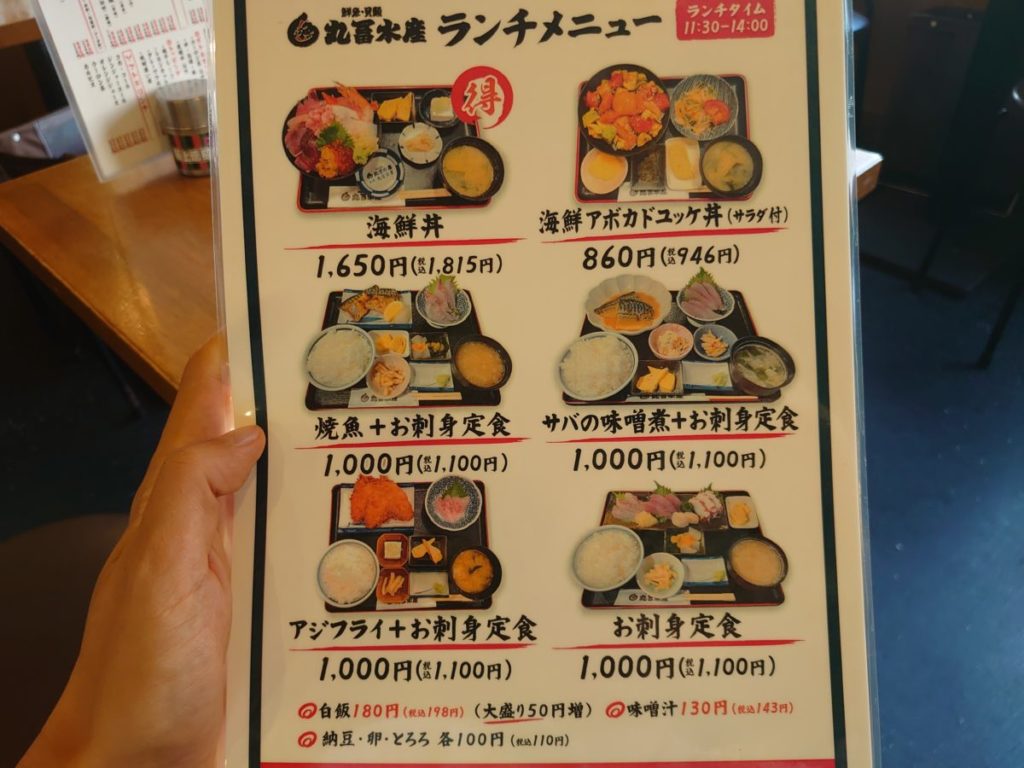 鮮魚・貝類
丸冨水産 ランチメニュー
ランチタイム
11:30-14:00
得
海鮮丼
1,650円(税込1,815円)
海鮮アボカドユッケ丼(サラダ付)
860円(税込946円)
焼魚+お刺身定食
1,000円(税込1,100円)
サバの味噌煮+お刺身定食
1,000円(税込1,100円)
アジフライ+お刺身定食
1,000円(税込1,100円)
お刺身定食
1,000円(税込1,100円)
白飯180円(税込198円) (大盛り50円増) 味噌汁130円(税込143円)
納豆・卵・とろろ 各100円(税込110円)